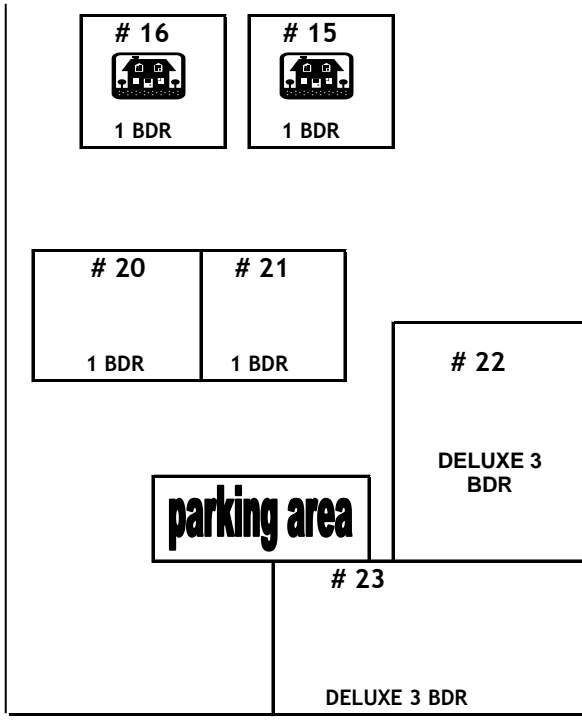 # 16
# 15
1 BDR
1 BDR
# 20
# 21
1 BDR
1 BDR
# 22
DELUXE 3
BDR
parking area
# 23
DELUXE 3 BDR